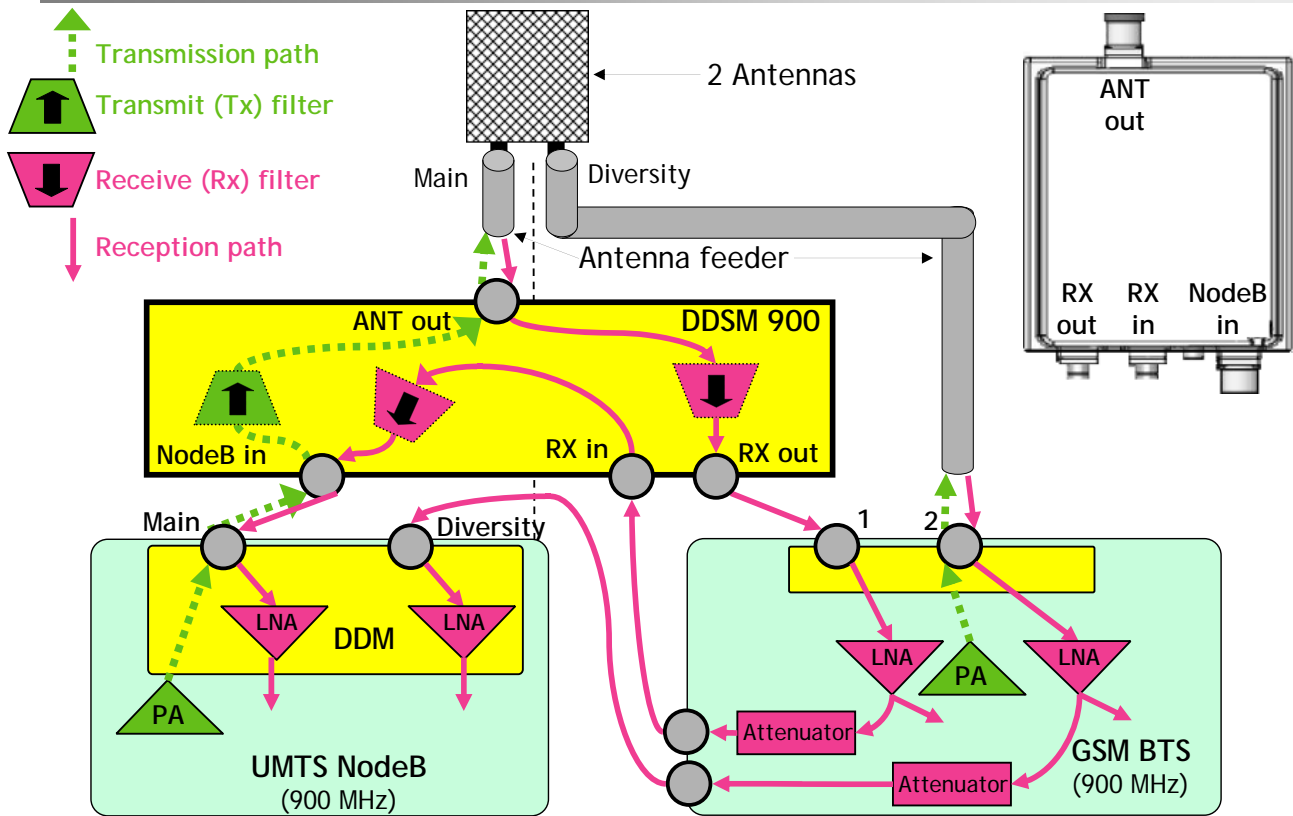 Transmission path
Transmit (Tx) filter
Receive (Rx) filter
Reception path
2 Antennas
Main
Diversity
Antenna feeder
ANT
out
RX
out
RX
in
NodeB
in
ANT out
DDSM 900
NodeB in
RX in
RX out
Main
Diversity
1
2
LNA
LNA
DDM
PA
UMTS NodeB
(900 MHz)
LNA
PA
LNA
Attenuator
Attenuator
GSM BTS
(900 MHz)